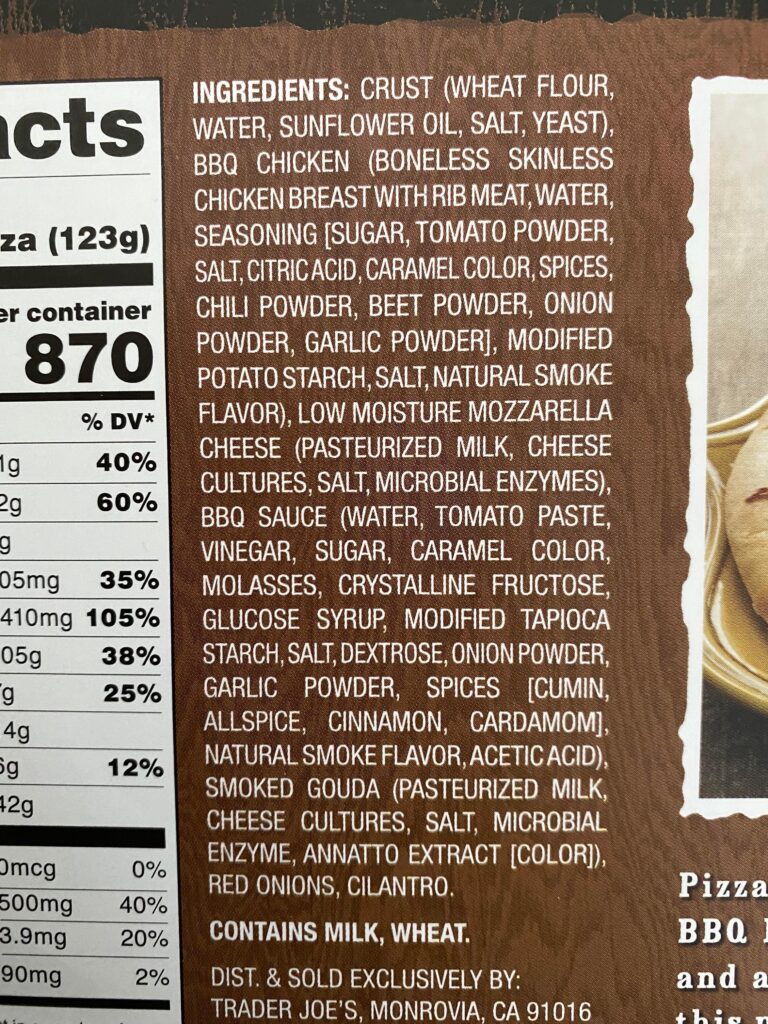 acts
za (123g)
er container
870
% DV*
1g 40%
2g 60%
g
05mg 35%
410mg 105%
05g 38%
7g 25%
14g
6g 12%
42g
0mcg 0%
500mg 40%
3.9mg 20%
90mg 2%
INGREDIENTS: CRUST (WHEAT FLOUR,
WATER, SUNFLOWER OIL, SALT, YEAST),
BBQ CHICKEN (BONELESS SKINLESS
CHICKEN BREAST WITH RIB MEAT, WATER,
SEASONING [SUGAR, TOMATO POWDER,
SALT, CITRIC ACID, CARAMEL COLOR, SPICES,
CHILI POWDER, BEET POWDER, ONION
POWDER, GARLIC POWDER], MODIFIED
POTATO STARCH, SALT, NATURAL SMOKE
FLAVOR), LOW MOISTURE MOZZARELLA
CHEESE (PASTEURIZED MILK, CHEESE
CULTURES, SALT, MICROBIAL ENZYMES),
BBQ SAUCE (WATER, TOMATO PASTE,
VINEGAR, SUGAR, CARAMEL COLOR,
MOLASSES, CRYSTALLINE FRUCTOSE,
GLUCOSE SYRUP, MODIFIED TAPIOCA
STARCH, SALT, DEXTROSE, ONION POWDER,
GARLIC POWDER, SPICES [CUMIN,
ALLSPICE, CINNAMON, CARDAMOM],
NATURAL SMOKE FLAVOR, ACETIC ACID),
SMOKED GOUDA (PASTEURIZED MILK,
CHEESE CULTURES, SALT, MICROBIAL
ENZYME, ANNATTO EXTRACT [COLOR]),
RED ONIONS, CILANTRO.
CONTAINS MILK, WHEAT.
DIST. & SOLD EXCLUSIVELY BY:
TRADER JOE'S, MONROVIA, CA 91016
Pizza
BBQ
and a
this